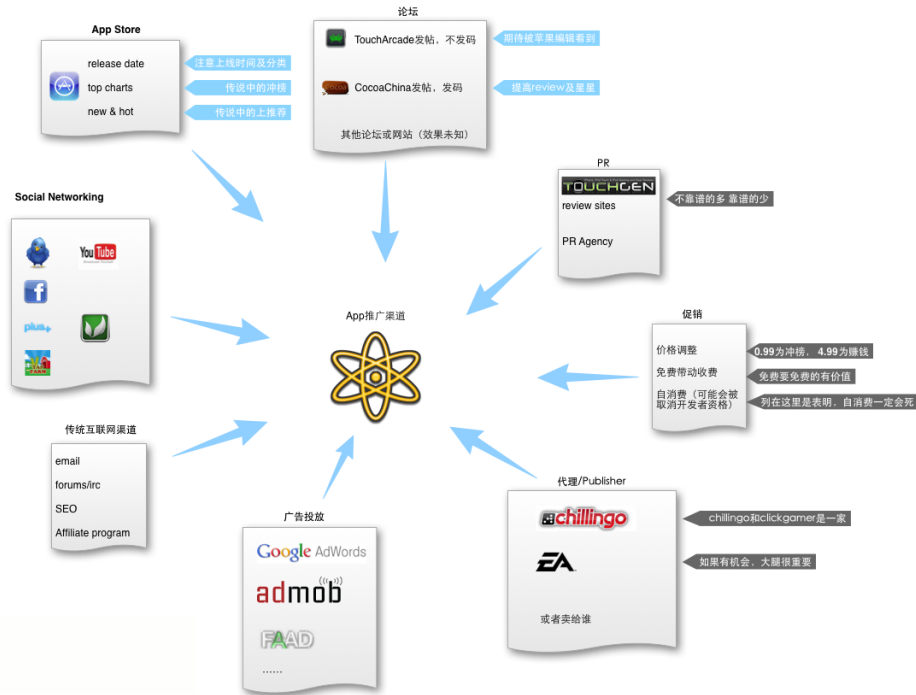 App Store
release date
top charts
new & hot
注意上线时间及分类
传说中的冲榜
传说中的上推荐
论坛
TouchArcade发帖，不发码
CocoaChina发帖，发码
其他论坛或网站（效果未知）
期待被苹果编辑看到
提高review及星星
PR
TOUCHGEN
review sites
PR Agency
不靠谱的多 靠谱的少
Social Networking
You Tube
f
plus+
FARM
App推广渠道
促销
价格调整
免费带动收费
自消费（可能会被
取消开发者资格）
0.99为冲榜，4.99为赚钱
免费要免费的有价值
列在这里是表明，自消费一定会死
传统互联网渠道
email
forums/irc
SEO
Affiliate program
广告投放
Google AdWords
admob
FAAD
......
代理/Publisher
chillingo
EA
或者卖给谁
chillingo和clickgamer是一家
如果有机会，大腿很重要